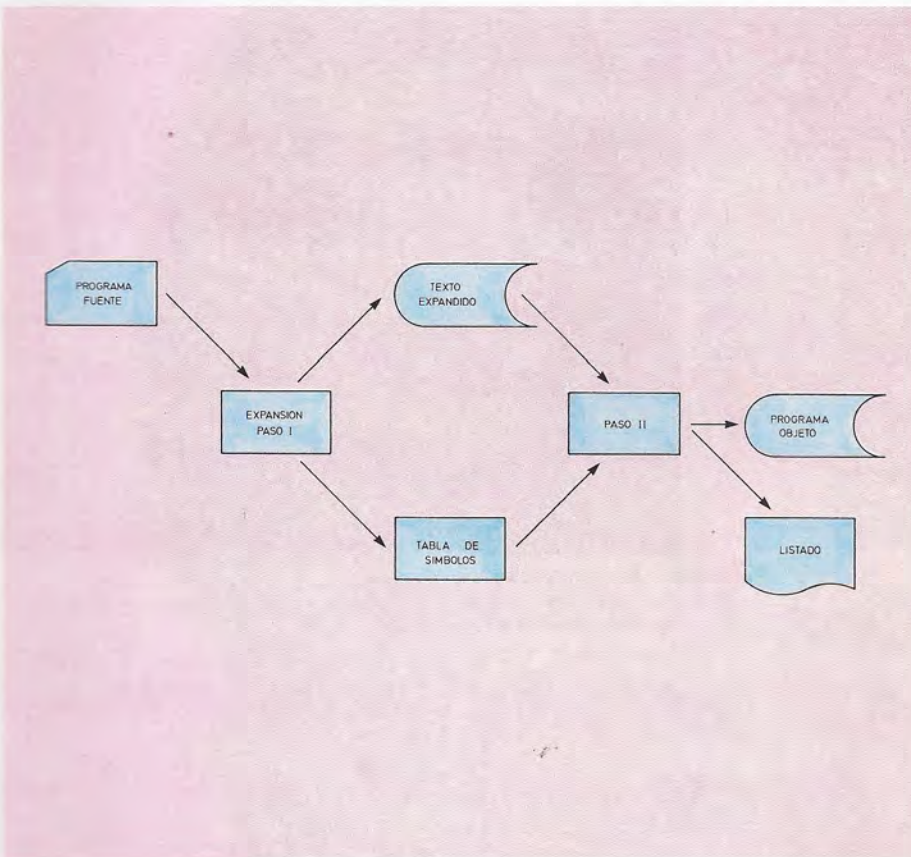 PROGRAMA
FUENTE
TEXTO
EXPANDIDO
EXPANSION
PASO I
PASO II
PROGRAMA
OBJETO
TABLA DE
SIMBOLOS
LISTADO